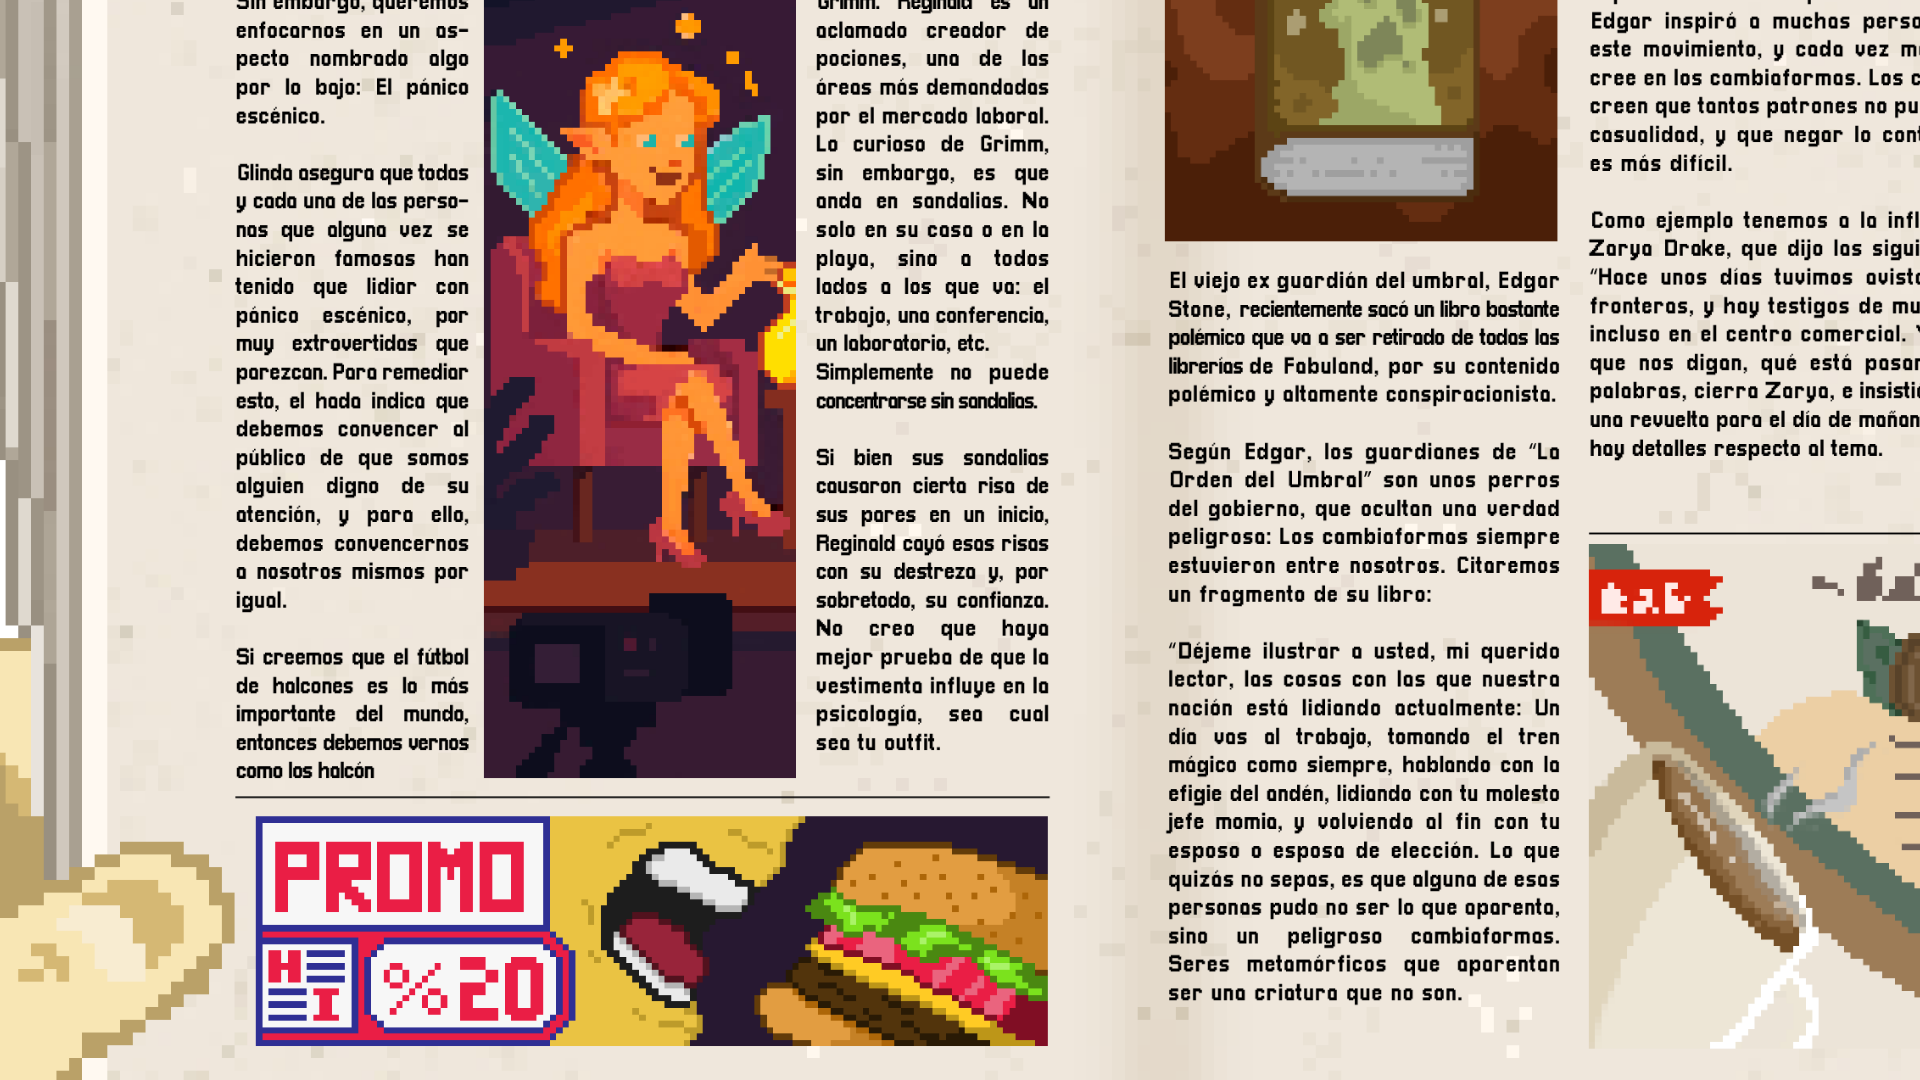 Sin embargo, queremos
enfocarnos en un as-
pecto nombrado algo
por lo bajo: El pánico
escénico.
Glinda asegura que todas
y cada una de las perso-
nas que alguna vez se
hicieron famosas han
tenido que lidiar con
pánico escénico, por
muy extrovertidas que
parezcan. Para remediar
esto, el hada indica que
debemos convencer al
público de que somos
alguien digno de su
atención, y para ello,
debemos convencernos
a nosotros mismos por
igual.
Si creemos que el fútbol
de halcones es lo más
importante del mundo,
entonces debemos vernos
como los halcón
Grimm. Reginald es un
aclamado creador de
pociones, una de las
áreas más demandadas
por el mercado laboral.
Lo curioso de Grimm,
sin embargo, es que
anda en sandalias. No
solo en su casa o en la
playa, sino a todos
lados a los que va: el
trabajo, una conferencia,
un laboratorio, etc.
Simplemente no puede
concentrarse sin sandalias.
Si bien sus sandalias
causaron cierta risa de
sus pares en un inicio,
Reginald cayó esas risas
con su destreza y, por
sobretodo, su confianza.
No creo que haya
mejor prueba de que la
vestimenta influye en la
psicología, sea cual
sea tu outfit.
PROMO
H
I
%20
El viejo ex guardián del umbral, Edgar
Stone, recientemente sacó un libro bastante
polémico que va a ser retirado de todas las
librerías de Fabuland, por su contenido
polémico y altamente conspiracionista.
Según Edgar, los guardianes de “La
Orden del Umbral” son unos perros
del gobierno, que ocultan una verdad
peligrosa: Los cambiaformas siempre
estuvieron entre nosotros. Citaremos
un fragmento de su libro:
“Déjeme ilustrar a usted, mi querido
lector, las cosas con las que nuestra
nación está lidiando actualmente: Un
día vas al trabajo, tomando el tren
mágico como siempre, hablando con la
efigie del andén, lidiando con tu molesto
jefe momia, y volviendo al fin con tu
esposo o esposa de elección. Lo que
quizás no sepas, es que alguna de esas
personas pudo no ser lo que aparenta,
sino un peligroso cambiaformas.
Seres metamórficos que aparentan
ser una criatura que no son.
Edgar inspiró a muchas perso
este movimiento, y cada vez m
cree en los cambiaformas. Los c
creen que tantos patrones no pu
casualidad, y que negar lo cont
es más difícil.
Como ejemplo tenemos a la infl
Zarya Drake, que dijo las sigui
“Hace unos días tuvimos avista
fronteras, y hay testigos de mu
incluso en el centro comercial. Y
que nos digan, qué está pasan
palabras, cierra Zarya, e insistió
una revuelta para el día de mañan
hay detalles respecto al tema.